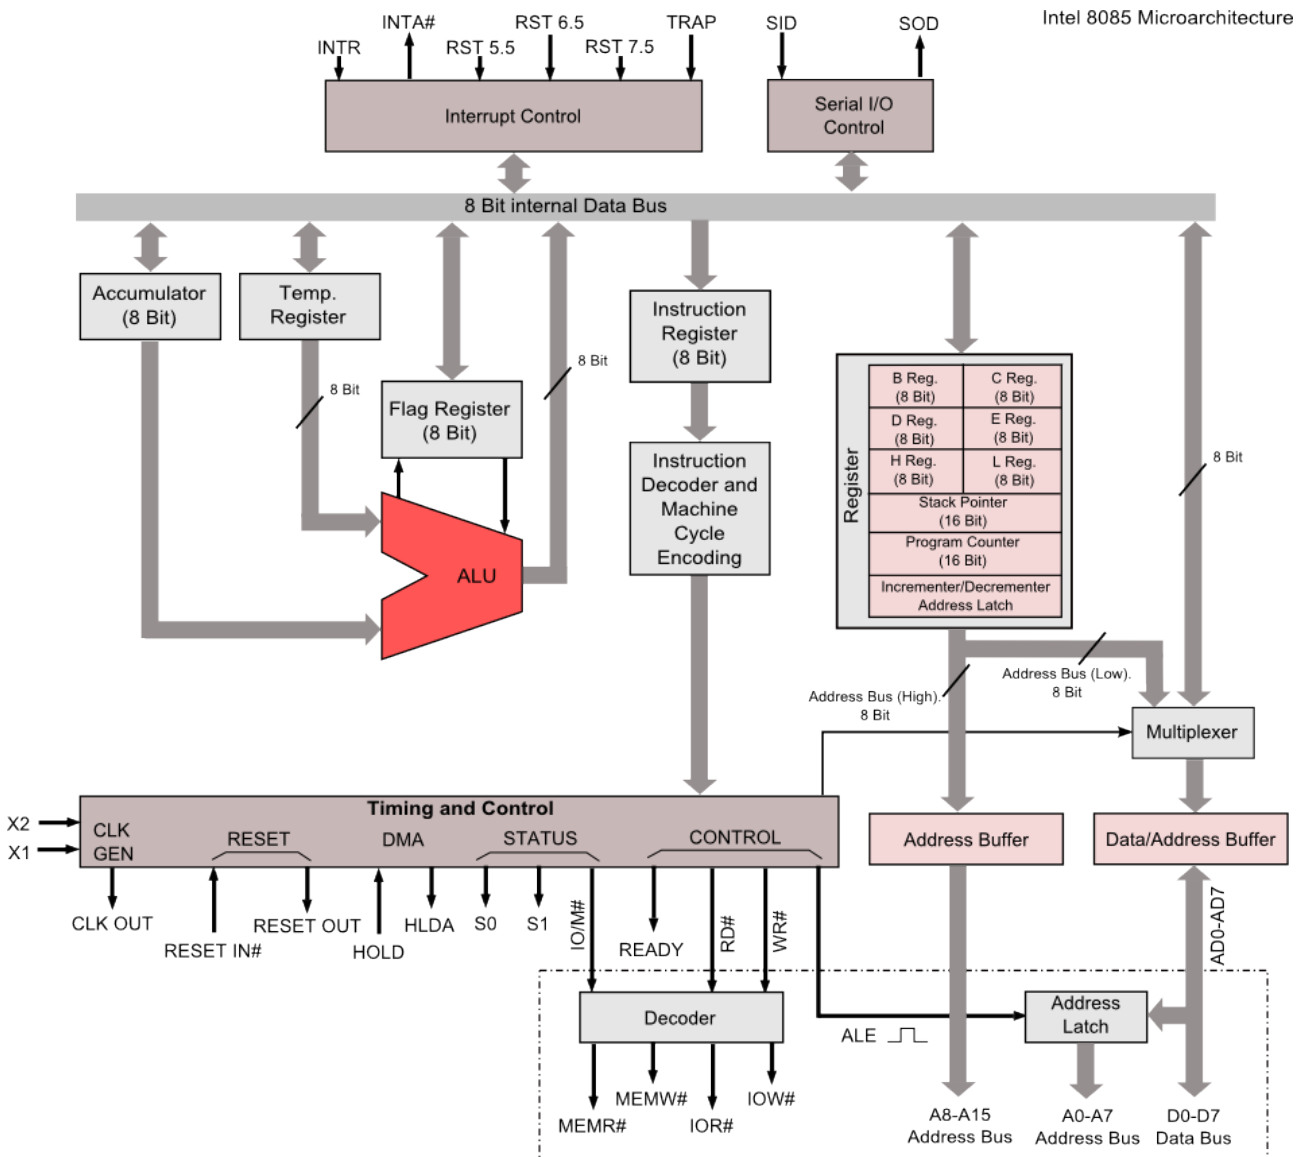 Intel 8085 Microarchitecture
INTA#
RST 6.5
TRAP
SID
SOD
INTR
RST 5.5
RST 7.5
Interrupt Control
Serial I/O
Control
8 Bit internal Data Bus
Accumulator
(8 Bit)
Temp.
Register
Instruction
Register
(8 Bit)
8 Bit
8 Bit
Flag Register
(8 Bit)
Instruction
Decoder and
Machine
Cycle
Encoding
ALU
Register
B Reg.
(8 Bit)
C Reg.
(8 Bit)
D Reg.
(8 Bit)
E Reg.
(8 Bit)
H Reg.
(8 Bit)
L Reg.
(8 Bit)
Stack Pointer
(16 Bit)
Program Counter
(16 Bit)
Incrementer/Decrementer
Address Latch
8 Bit
Address Bus (High).
8 Bit
Address Bus (Low).
8 Bit
Multiplexer
Timing and Control
X2
X1
CLK
GEN
RESET
DMA
STATUS
CONTROL
Address Buffer
Data/Address Buffer
CLK OUT
RESET IN#
RESET OUT
HOLD
HLDA
S0
S1
IO/M#
READY
RD#
WR#
AD0-AD7
Decoder
ALE
Address
Latch
MEMR#
MEMW#
IOR#
IOW#
A8-A15
Address Bus
A0-A7
Address Bus
D0-D7
Data Bus